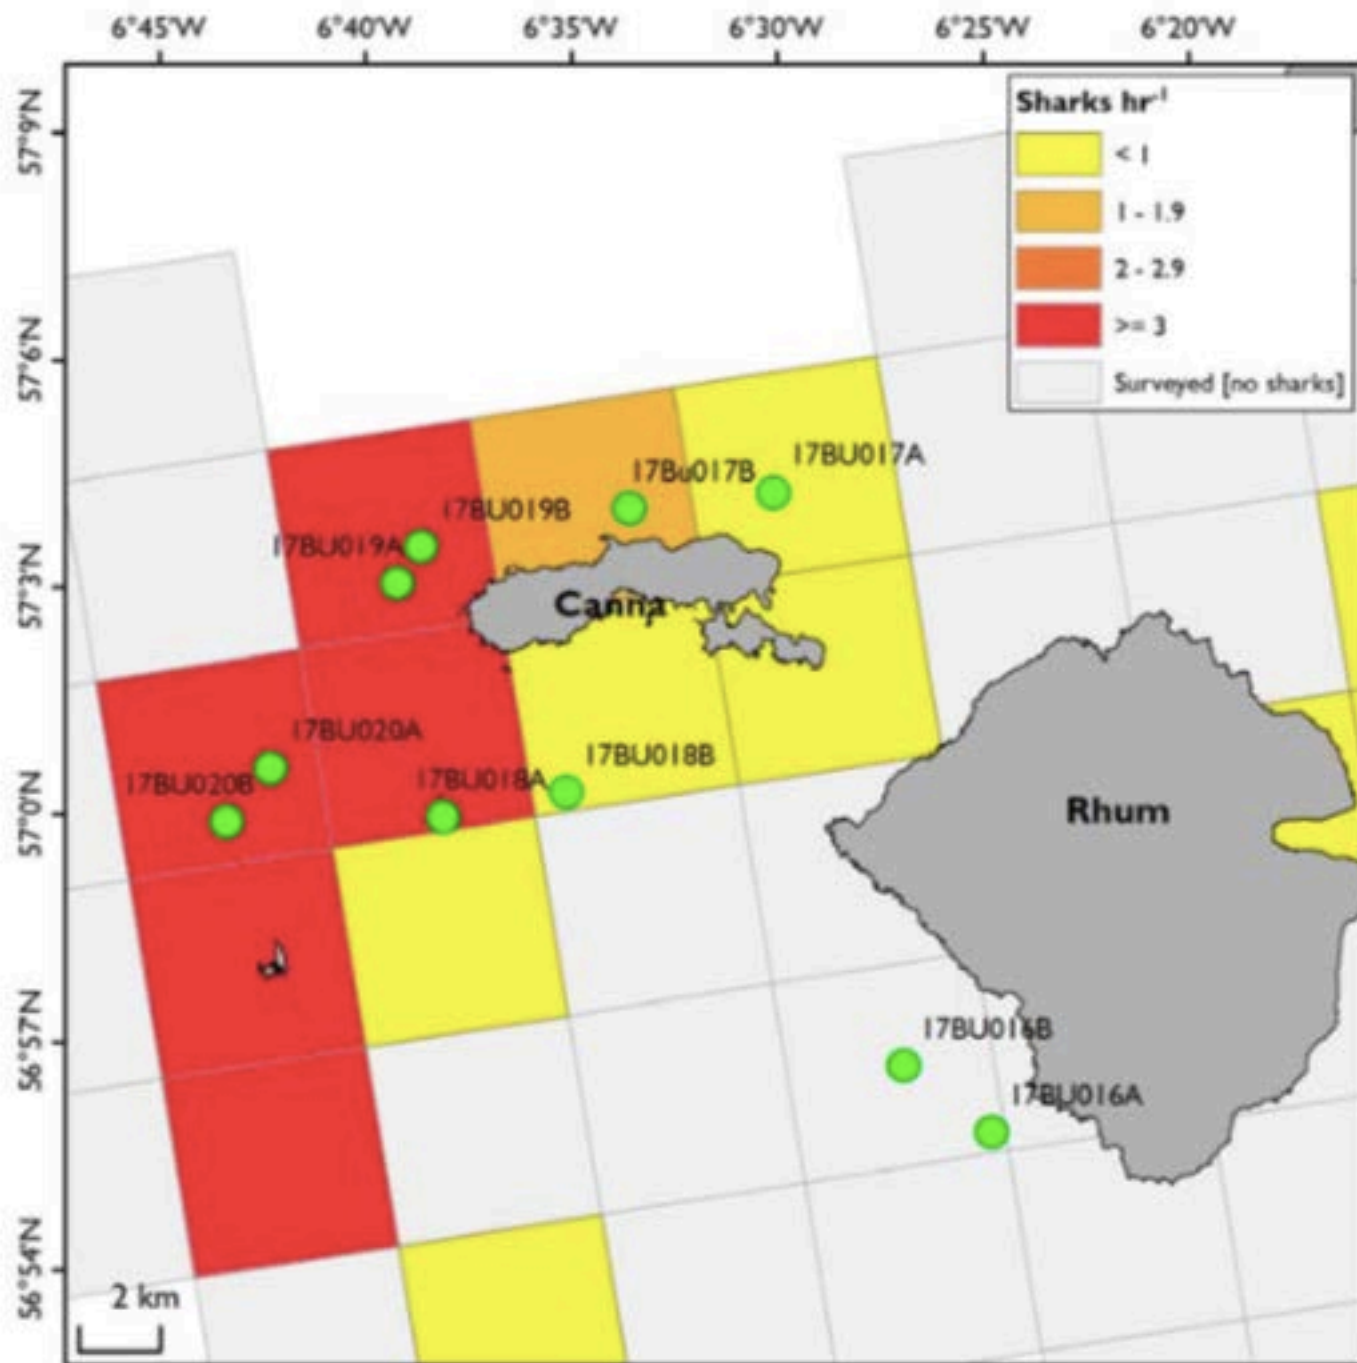 6°45'W 6°40'W 6°35'W 6°30'W 6°25'W 6°20'W
57°9'N
57°6'N
57°3'N
57°0'N
56°57'N
56°54'N
Sharks hr⁻¹
< 1
1 - 1.9
2 - 2.9
>= 3
Surveyed [no sharks]
17BU017A
17Bu017B
17BU019B
17BU019A
Canna
17BU020A
17BU018B
17BU020B
17BU018A
Rhum
17BU016B
17BU016A
2 km